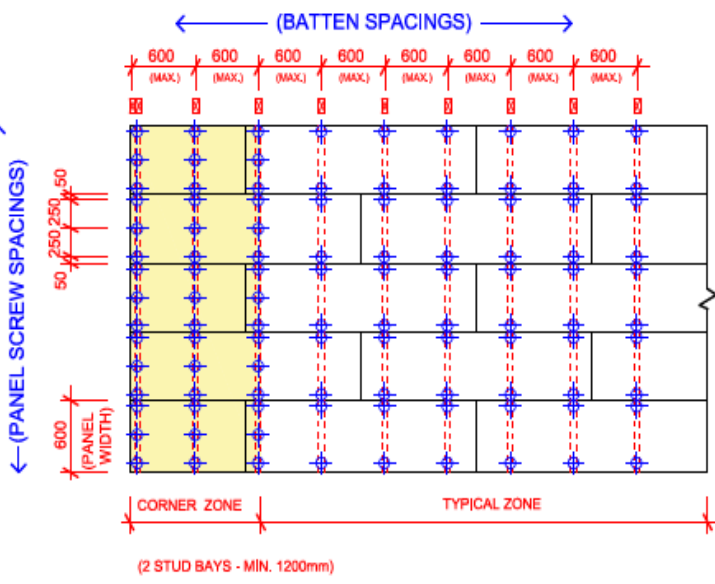 (BATTEN SPACINGS)
600 600 600 600 600 600 600 600
(MAX.) (MAX.) (MAX.) (MAX.) (MAX.) (MAX.) (MAX.) (MAX.)
(PANEL SCREW SPACINGS)
50
250
250
50
600
(PANEL
WIDTH)
CORNER ZONE
TYPICAL ZONE
(2 STUD BAYS - MIN. 1200mm)